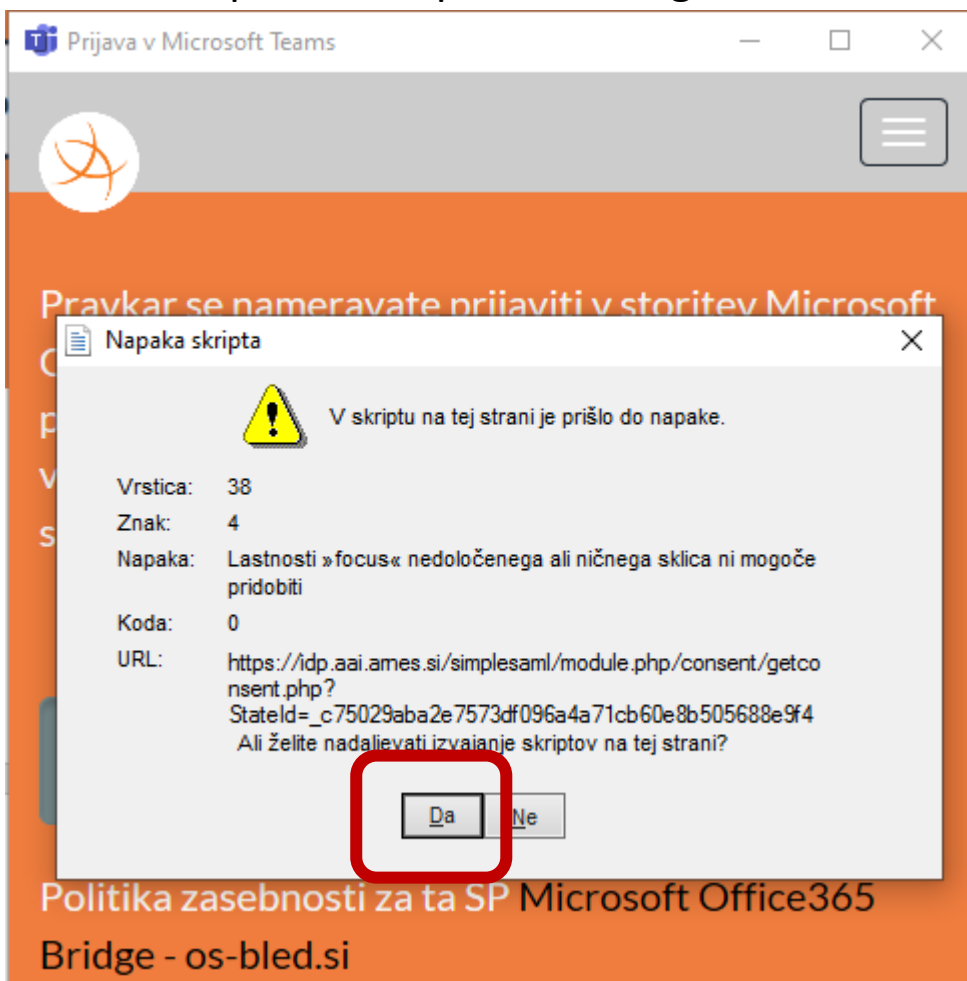 Prijava v Microsoft Teams
Pravkar se nameravate prijaviti v storitev Microsoft
Napaka skripta
V skriptu na tej strani je prišlo do napake.
Vrstica: 38
Znak: 4
Napaka: Lastnosti »focus« nedoločenega ali ničnega sklica ni mogoče
pridobiti
Koda: 0
URL: https://idp.aai.arnes.si/simplesaml/module.php/consent/getco
nsent.php?
StateId=_c75029aba2e7573df096a4a71cb60e8b505688e9f4
Ali želite nadaljevati izvajanje skriptov na tej strani?
Da Ne
Politika zasebnosti za ta SP Microsoft Office365
Bridge - os-bled.si